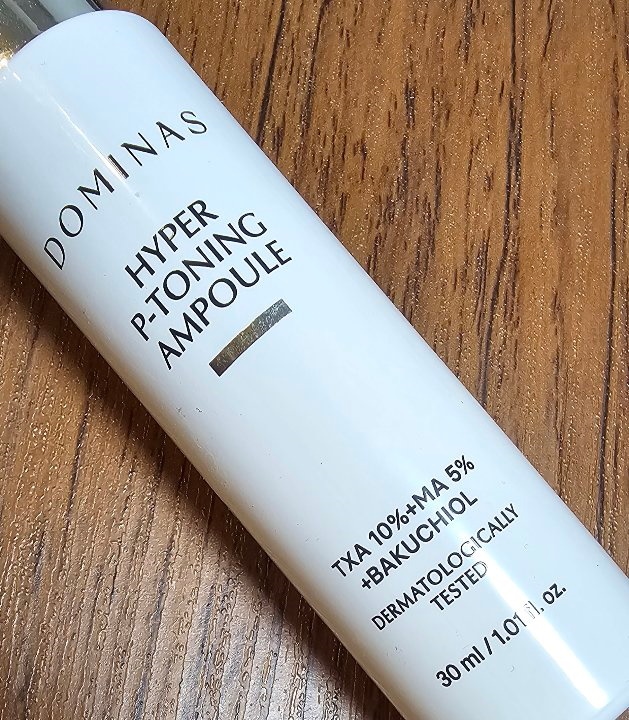 DOMINAS
HYPER
P-TONING
AMPOULE
TXA 10%+MA 5%
+BAKUCHIOL
DERMATOLOGICALLY
TESTED
30 ml / 1.01 fl. oz.